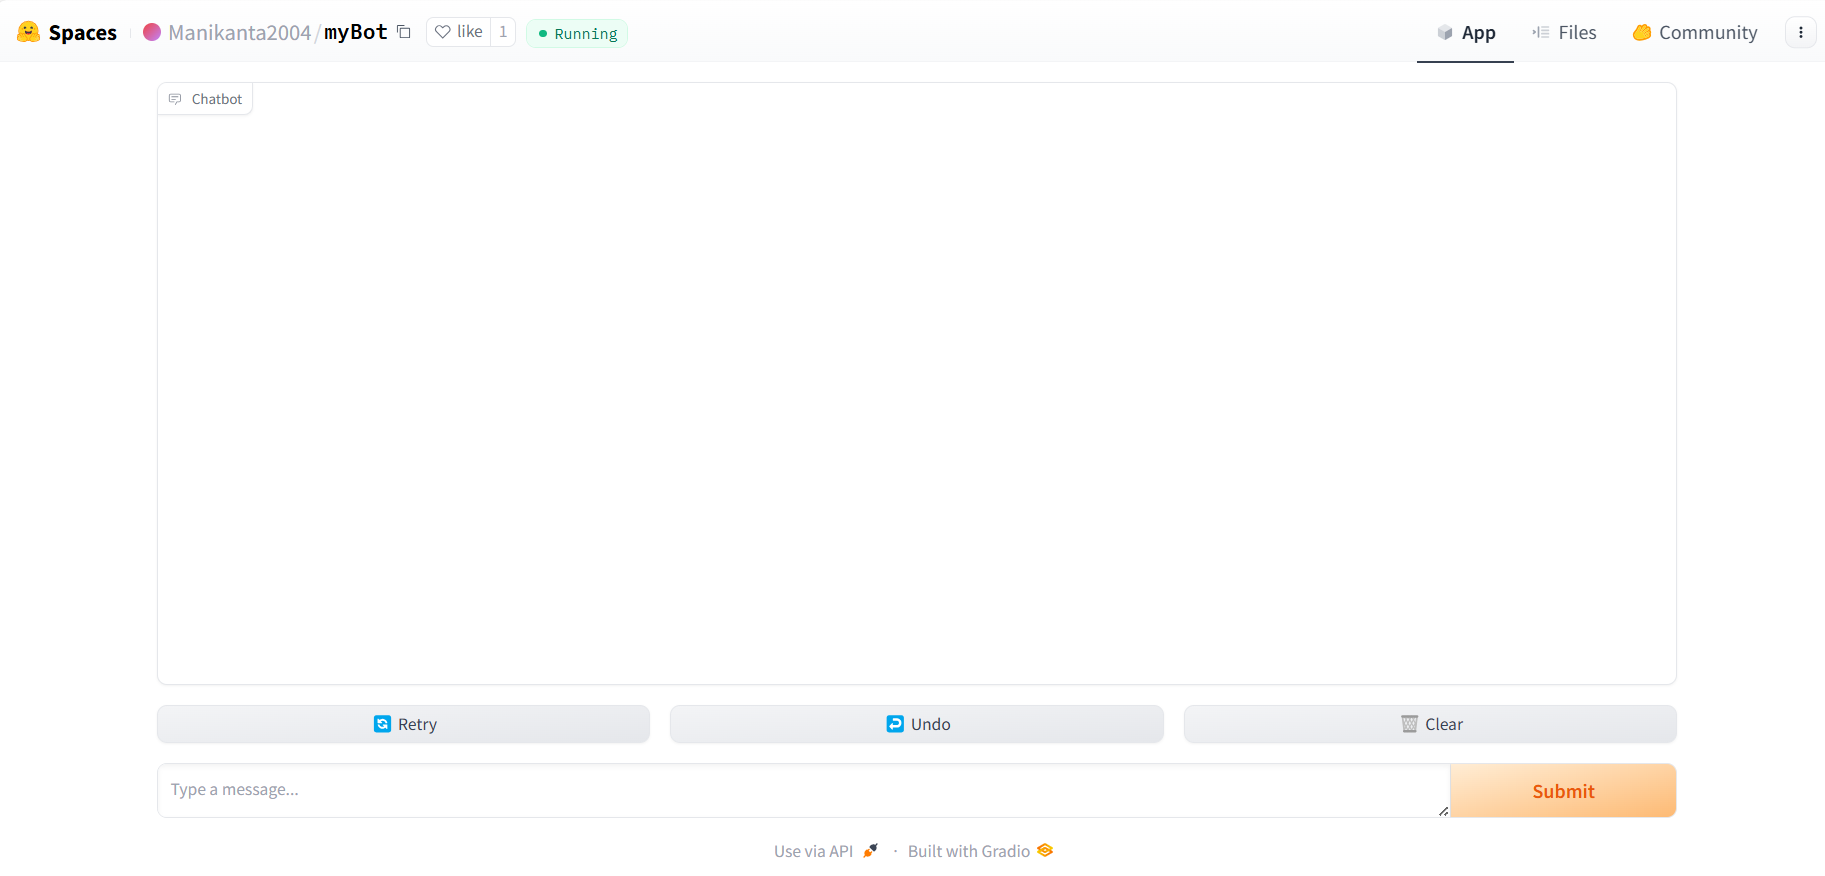 Spaces Manikanta2004/myBot like 1 Running App Files Community
Chatbot
Retry Undo Clear
Type a message... Submit
Use via API · Built with Gradio